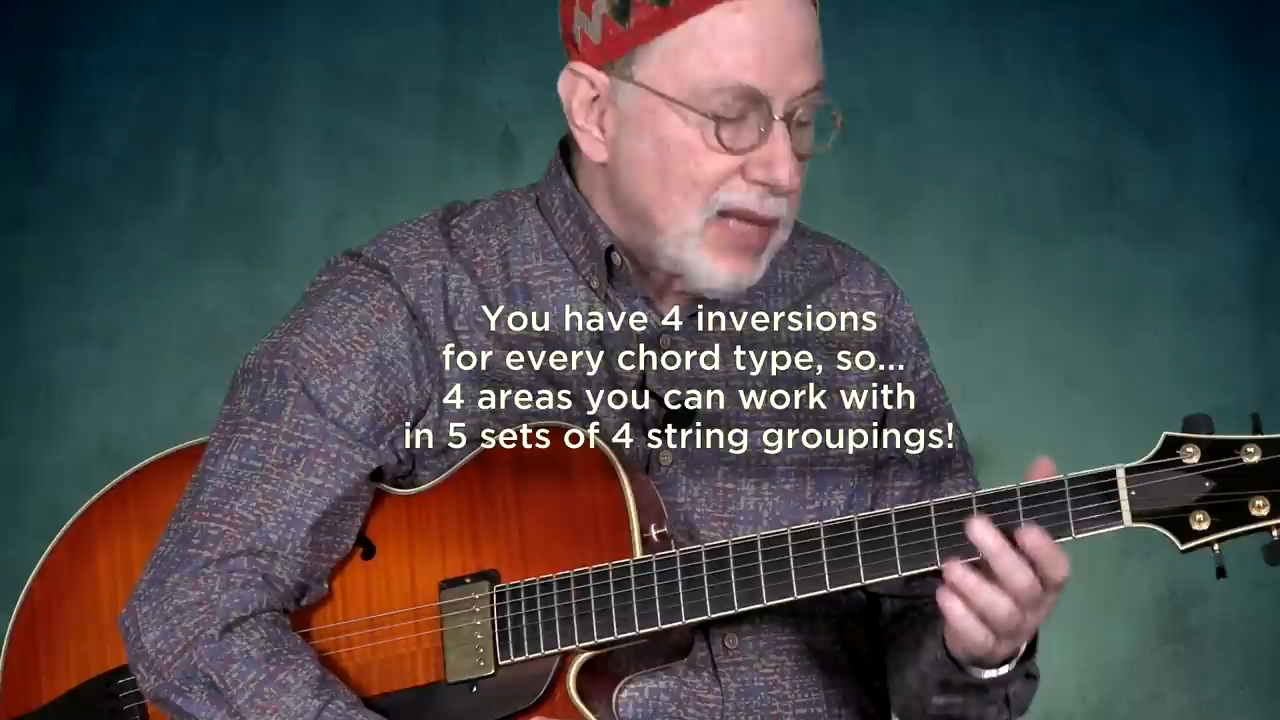 You have 4 inversions
for every chord type, so...
4 areas you can work with
in 5 sets of 4 string groupings!